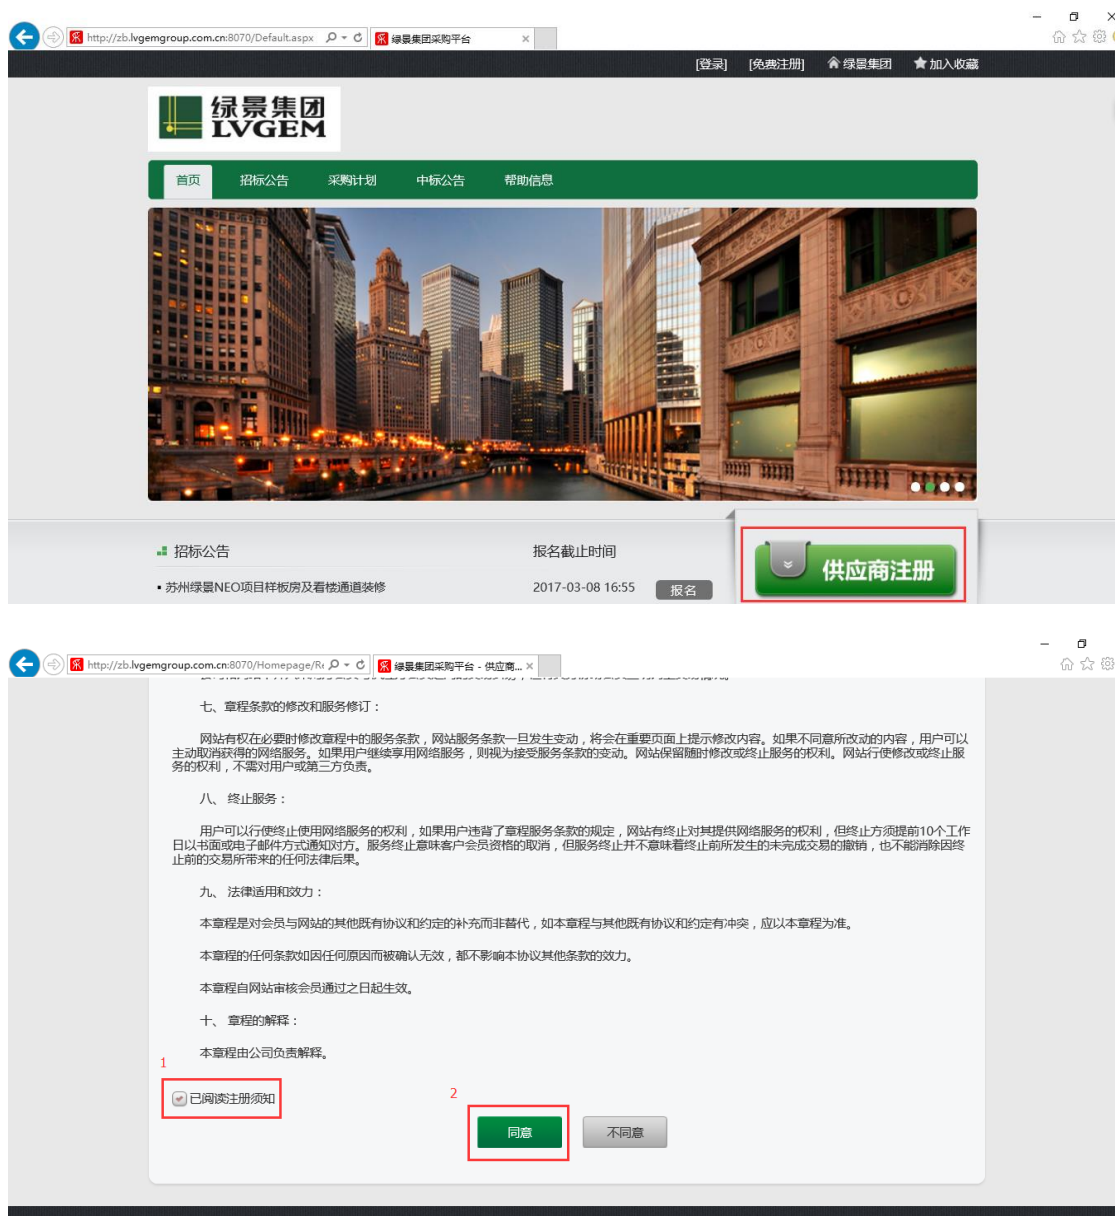 http://zb.lvgemgroup.com.cn:8070/Default.aspx
绿景集团采购平台
[登录] [免费注册] 绿景集团 加入收藏
绿景集团
LVGEM
首页 招标公告 采购计划 中标公告 帮助信息
招标公告 报名截止时间
苏州绿景NEO项目样板房及看楼通道装修 2017-03-08 16:55 报名
供应商注册
http://zb.lvgemgroup.com.cn:8070/Homepage/Re
绿景集团采购平台 - 供应商...
七、章程条款的修改和服务修订：
网站有权在必要时修改章程中的服务条款，网站服务条款一旦发生变动，将会在重要页面上提示修改内容。如果不同意所改动的内容，用户可以
主动取消获得的网络服务。如果用户继续享用网络服务，则视为接受服务条款的变动。网站保留随时修改或终止服务的权利。网站行使修改或终止服
务的权利，不需对用户或第三方负责。
八、 终止服务：
用户可以行使终止使用网络服务的权利，如果用户违背了章程服务条款的规定，网站有终止对其提供网络服务的权利，但终止方须提前10个工作
日以书面或电子邮件方式通知对方。服务终止意味客户会员资格的取消，但服务终止并不意味着终止前所发生的未完成交易的撤销，也不能消除因终
止前的交易所带来的任何法律后果。
九、 法律适用和效力：
本章程是对会员与网站的其他既有协议和约定的补充而非替代，如本章程与其他既有协议和约定有冲突，应以本章程为准。
本章程的任何条款如因任何原因而被确认无效，都不影响本协议其他条款的效力。
本章程自网站审核会员通过之日起生效。
十、 章程的解释：
本章程由公司负责解释。
1
已阅读注册须知
2
同意 不同意